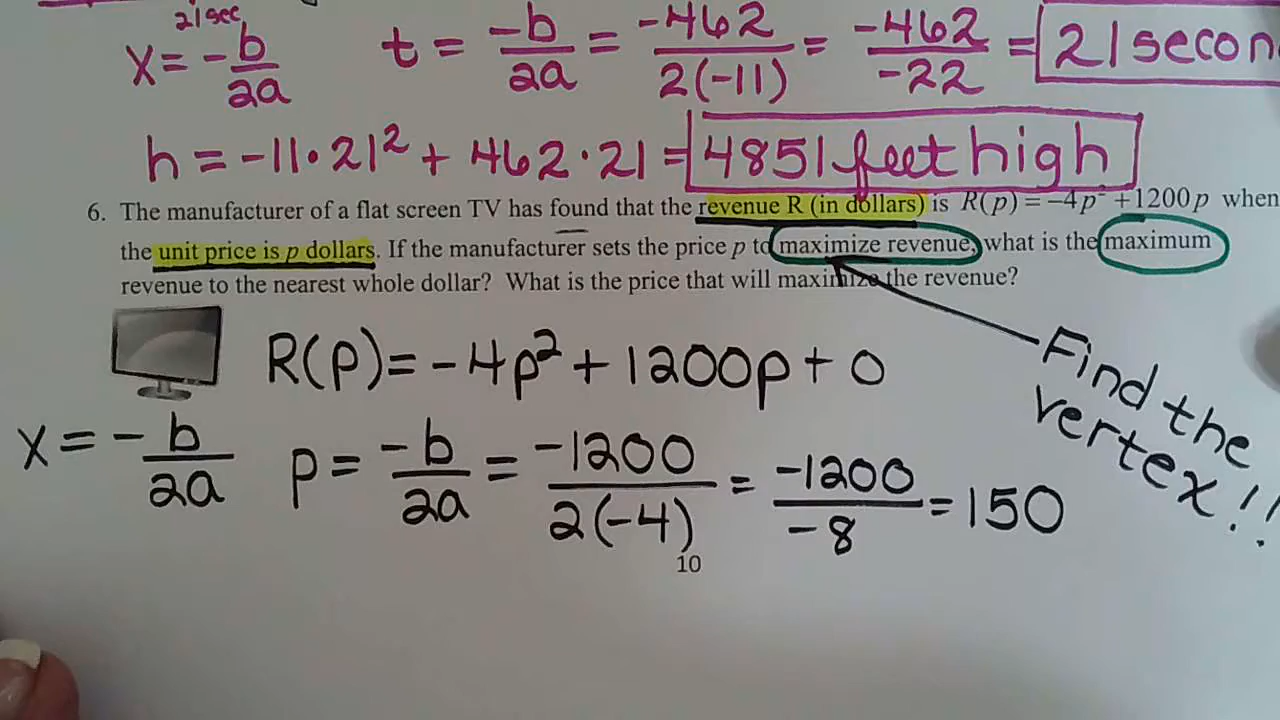 21sec
x = -b/2a t = -b/2a = -462/2(-11) = -462/-22 = 21 secon
h = -11·21² + 462·21 = 4851 feet high
6. The manufacturer of a flat screen TV has found that the revenue R (in dollars) is R(p) = −4p² +1200p when
the unit price is p dollars. If the manufacturer sets the price p to maximize revenue, what is the maximum
revenue to the nearest whole dollar? What is the price that will maximize the revenue?
R(p) = -4p² + 1200p + 0
Find the
vertex!!
x = -b/2a p = -b/2a = -1200/2(-4) = -1200/-8 = 150
10